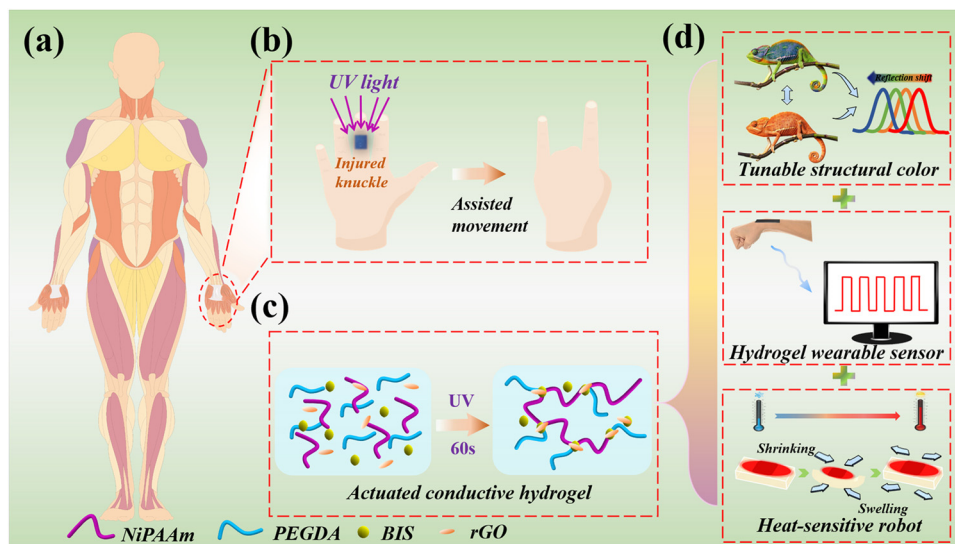 (a)
(b)
UV light
Injured
knuckle
Assisted
movement
(c)
UV
60s
Actuated conductive hydrogel
NiPAAm
PEGDA
BIS
rGO
(d)
Reflection shift
Tunable structural color
Hydrogel wearable sensor
Shrinking
Swelling
Heat-sensitive robot